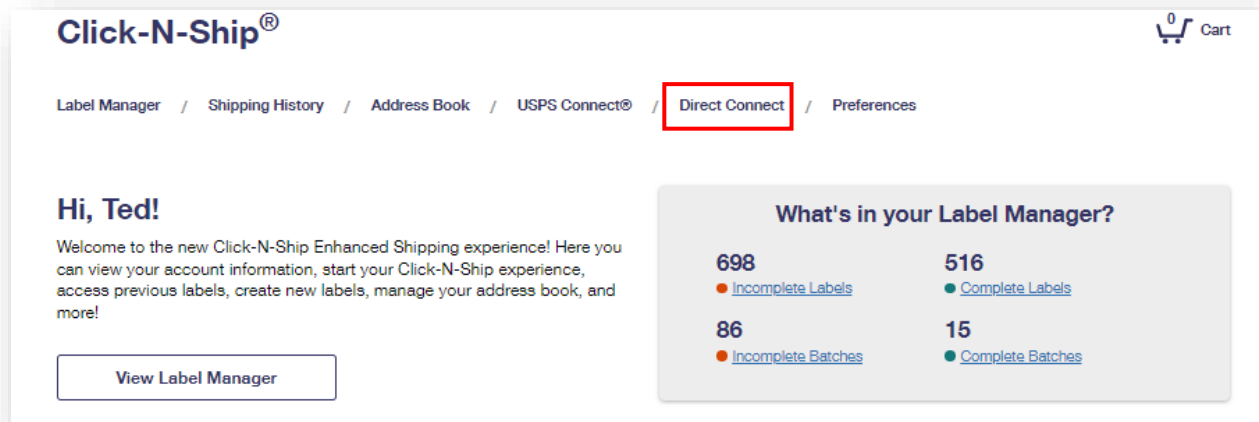 Click-N-Ship®
0 Cart
Label Manager / Shipping History / Address Book / USPS Connect® / Direct Connect / Preferences
Hi, Ted!
Welcome to the new Click-N-Ship Enhanced Shipping experience! Here you
can view your account information, start your Click-N-Ship experience,
access previous labels, create new labels, manage your address book, and
more!
View Label Manager
What's in your Label Manager?
698 516
Incomplete Labels Complete Labels
86 15
Incomplete Batches Complete Batches